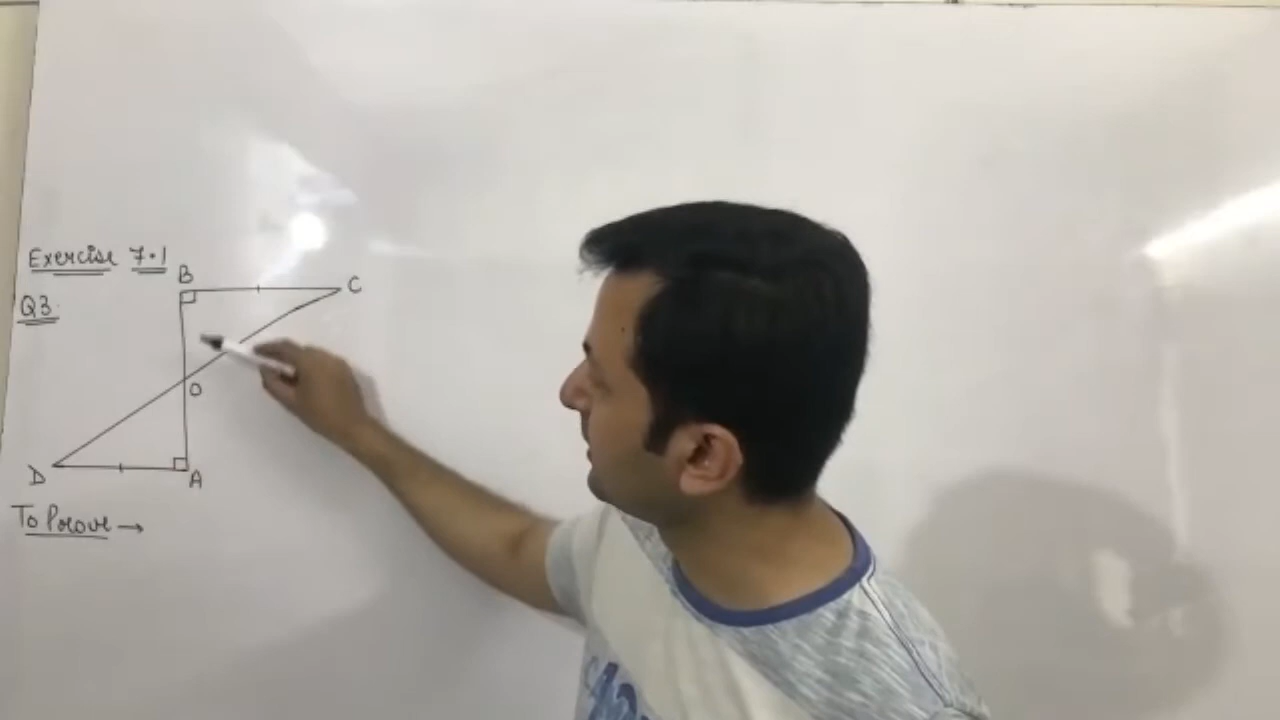 Exercise 7.1
Q3.
B
C
O
D
A
To Prove →